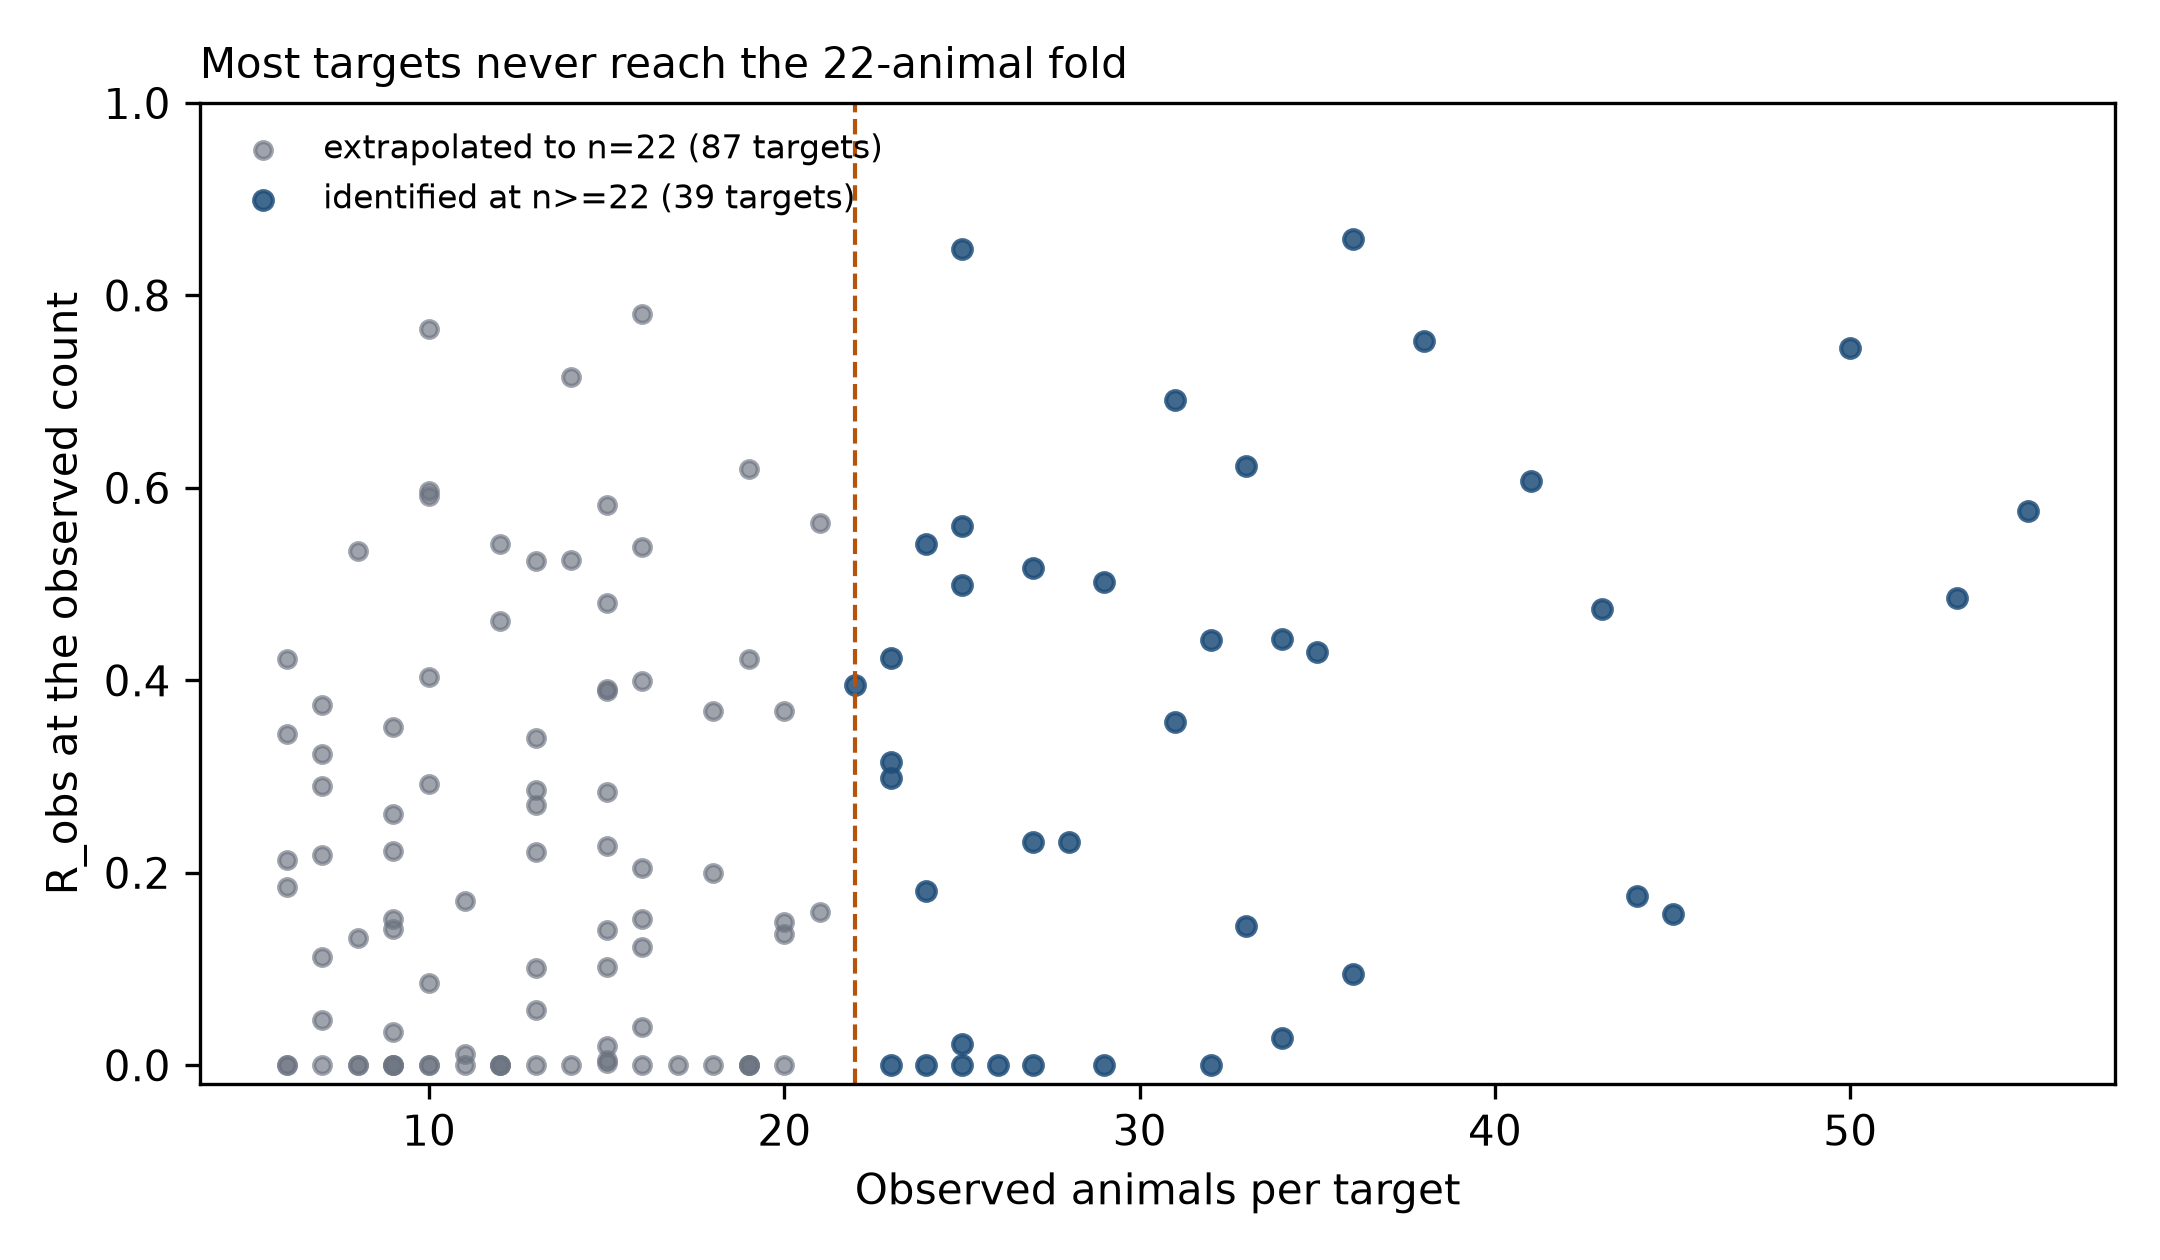 Most targets never reach the 22-animal fold
1.0
0.8
0.6
0.4
0.2
0.0
R_obs at the observed count
extrapolated to n=22 (87 targets)
identified at n>=22 (39 targets)
10
20
30
40
50
Observed animals per target